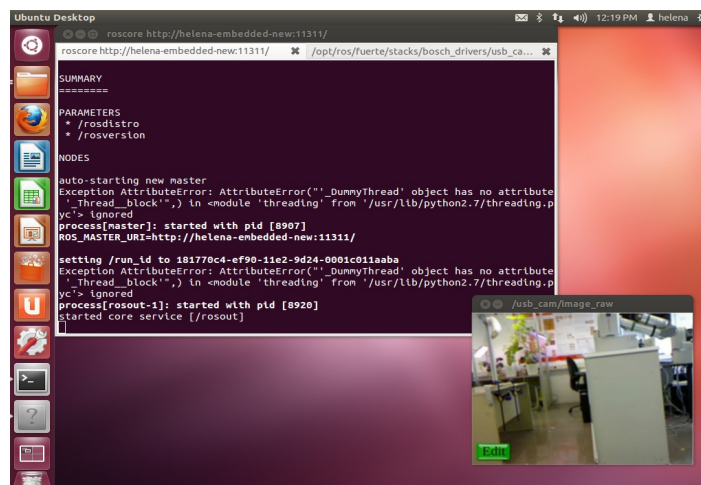 Ubuntu Desktop
12:19 PM helena
roscore http://helena-embedded-new:11311/
roscore http://helena-embedded-new:11311/ /opt/ros/fuerte/stacks/bosch_drivers/usb_ca...
SUMMARY
========
PARAMETERS
* /rosdistro
* /rosversion
NODES
auto-starting new master
Exception AttributeError: AttributeError("'_DummyThread' object has no attribute
'_Thread__block'",) in <module 'threading' from '/usr/lib/python2.7/threading.p
yc'> ignored
process[master]: started with pid [8907]
ROS_MASTER_URI=http://helena-embedded-new:11311/
setting /run_id to 181770c4-ef90-11e2-9d24-0001c011aaba
Exception AttributeError: AttributeError("'_DummyThread' object has no attribute
'_Thread__block'",) in <module 'threading' from '/usr/lib/python2.7/threading.p
yc'> ignored
process[rosout-1]: started with pid [8920]
started core service [/rosout]
/usb_cam/image_raw
Edit